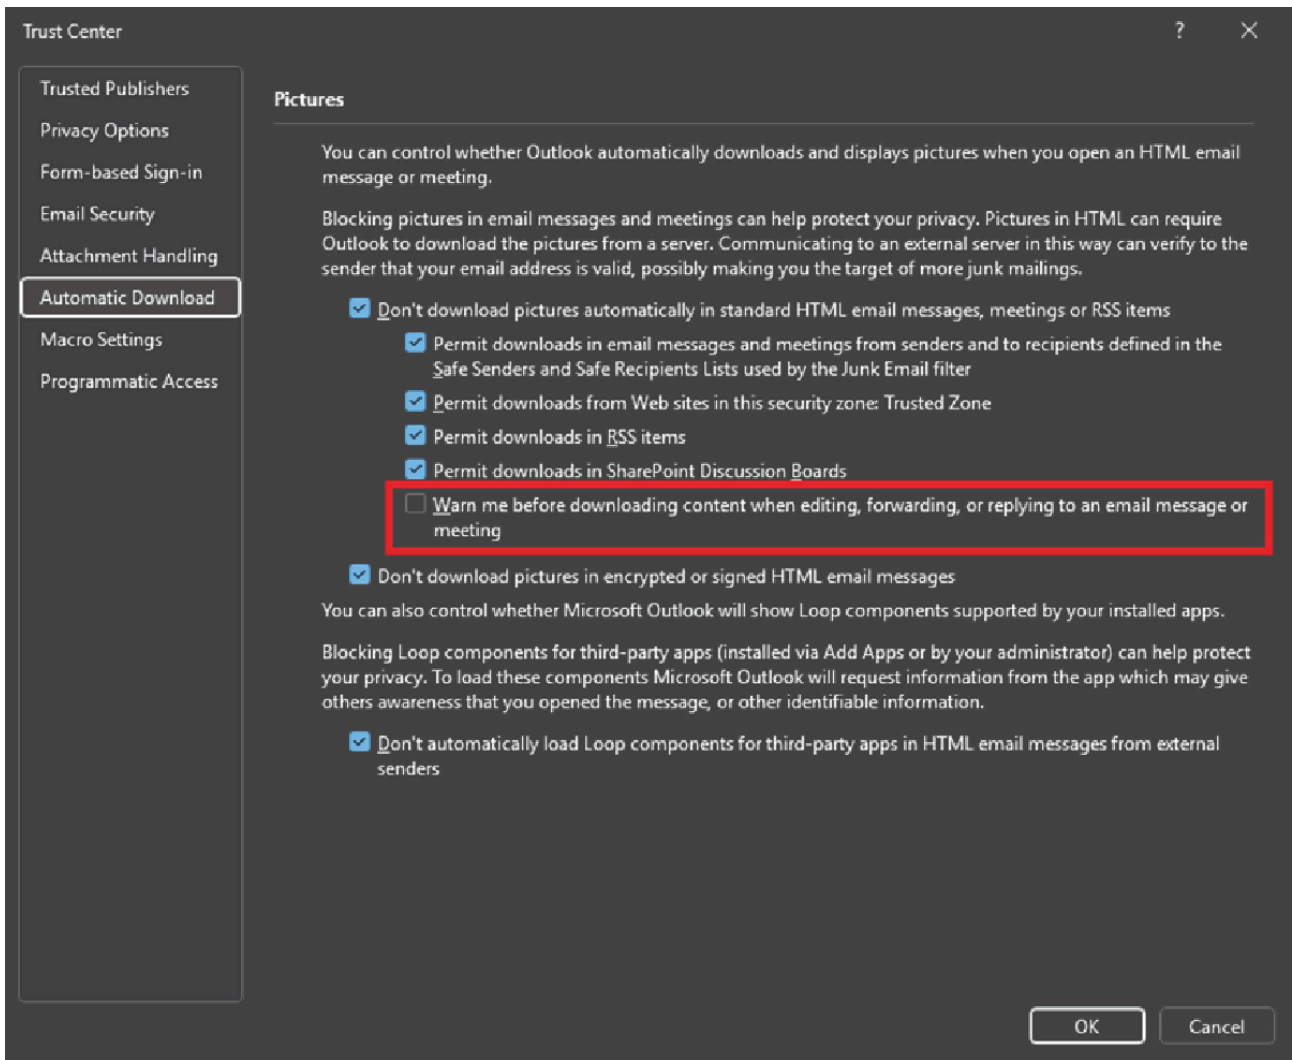 Trust Center
?
Trusted Publishers
Privacy Options
Form-based Sign-in
Email Security
Attachment Handling
Automatic Download
Macro Settings
Programmatic Access
Pictures
You can control whether Outlook automatically downloads and displays pictures when you open an HTML email
message or meeting.
Blocking pictures in email messages and meetings can help protect your privacy. Pictures in HTML can require
Outlook to download the pictures from a server. Communicating to an external server in this way can verify to the
sender that your email address is valid, possibly making you the target of more junk mailings.
Don't download pictures automatically in standard HTML email messages, meetings or RSS items
Permit downloads in email messages and meetings from senders and to recipients defined in the
Safe Senders and Safe Recipients Lists used by the Junk Email filter
Permit downloads from Web sites in this security zone: Trusted Zone
Permit downloads in RSS items
Permit downloads in SharePoint Discussion Boards
Warn me before downloading content when editing, forwarding, or replying to an email message or
meeting
Don't download pictures in encrypted or signed HTML email messages
You can also control whether Microsoft Outlook will show Loop components supported by your installed apps.
Blocking Loop components for third-party apps (installed via Add Apps or by your administrator) can help protect
your privacy. To load these components Microsoft Outlook will request information from the app which may give
others awareness that you opened the message, or other identifiable information.
Don't automatically load Loop components for third-party apps in HTML email messages from external
senders
OK
Cancel